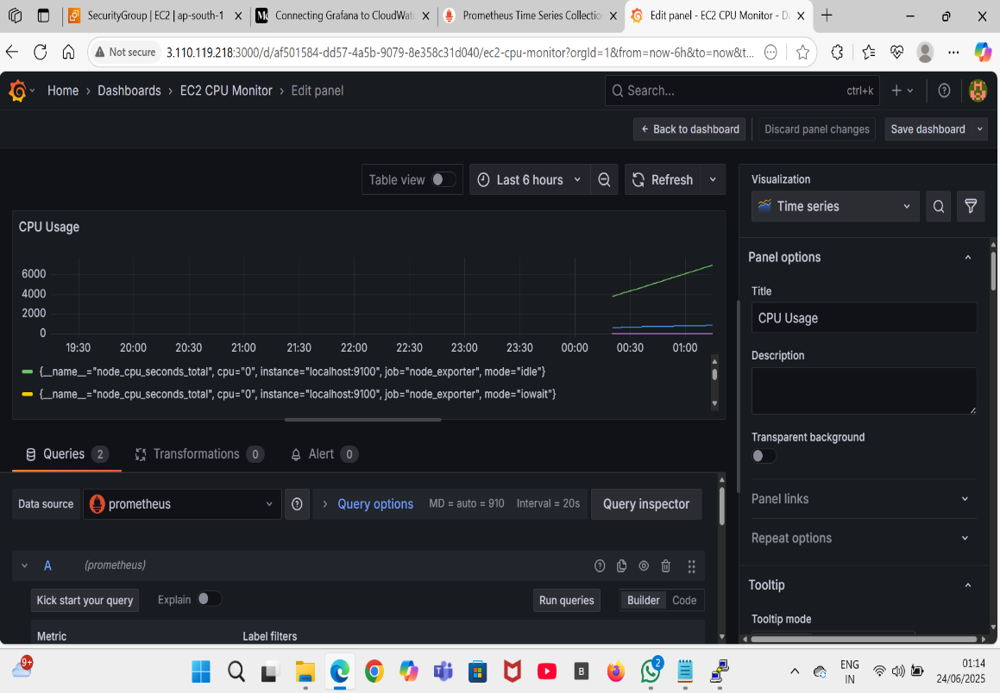 SecurityGroup | EC2 | ap-south-1
Connecting Grafana to CloudWatc
Prometheus Time Series Collectio
Edit panel - EC2 CPU Monitor - Da
Not secure
3.110.119.218:3000/d/af501584-dd57-4a5b-9079-8e358c31d040/ec2-cpu-monitor?orgId=1&from=now-6h&to=now&t...
Home › Dashboards › EC2 CPU Monitor › Edit panel
Search...
ctrl+k
Back to dashboard
Discard panel changes
Save dashboard
Table view
Last 6 hours
Refresh
Visualization
Time series
CPU Usage
6000
4000
2000
0
19:30 20:00 20:30 21:00 21:30 22:00 22:30 23:00 23:30 00:00 00:30 01:00
{__name__="node_cpu_seconds_total", cpu="0", instance="localhost:9100", job="node_exporter", mode="idle"}
{__name__="node_cpu_seconds_total", cpu="0", instance="localhost:9100", job="node_exporter", mode="iowait"}
Panel options
Title
CPU Usage
Description
Transparent background
Panel links
Repeat options
Tooltip
Tooltip mode
Queries 2
Transformations 0
Alert 0
Data source
prometheus
Query options
MD = auto = 910
Interval = 20s
Query inspector
A
(prometheus)
Kick start your query
Explain
Run queries
Builder
Code
Metric
Label filters
9+
B
2
ENG
IN
01:14
24/06/2025